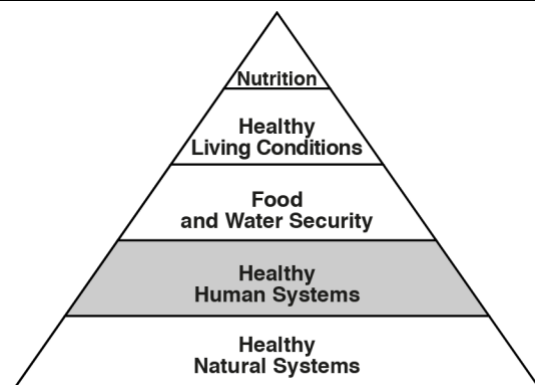 Nutrition
Healthy
Living Conditions
Food
and Water Security
Healthy
Human Systems
Healthy
Natural Systems